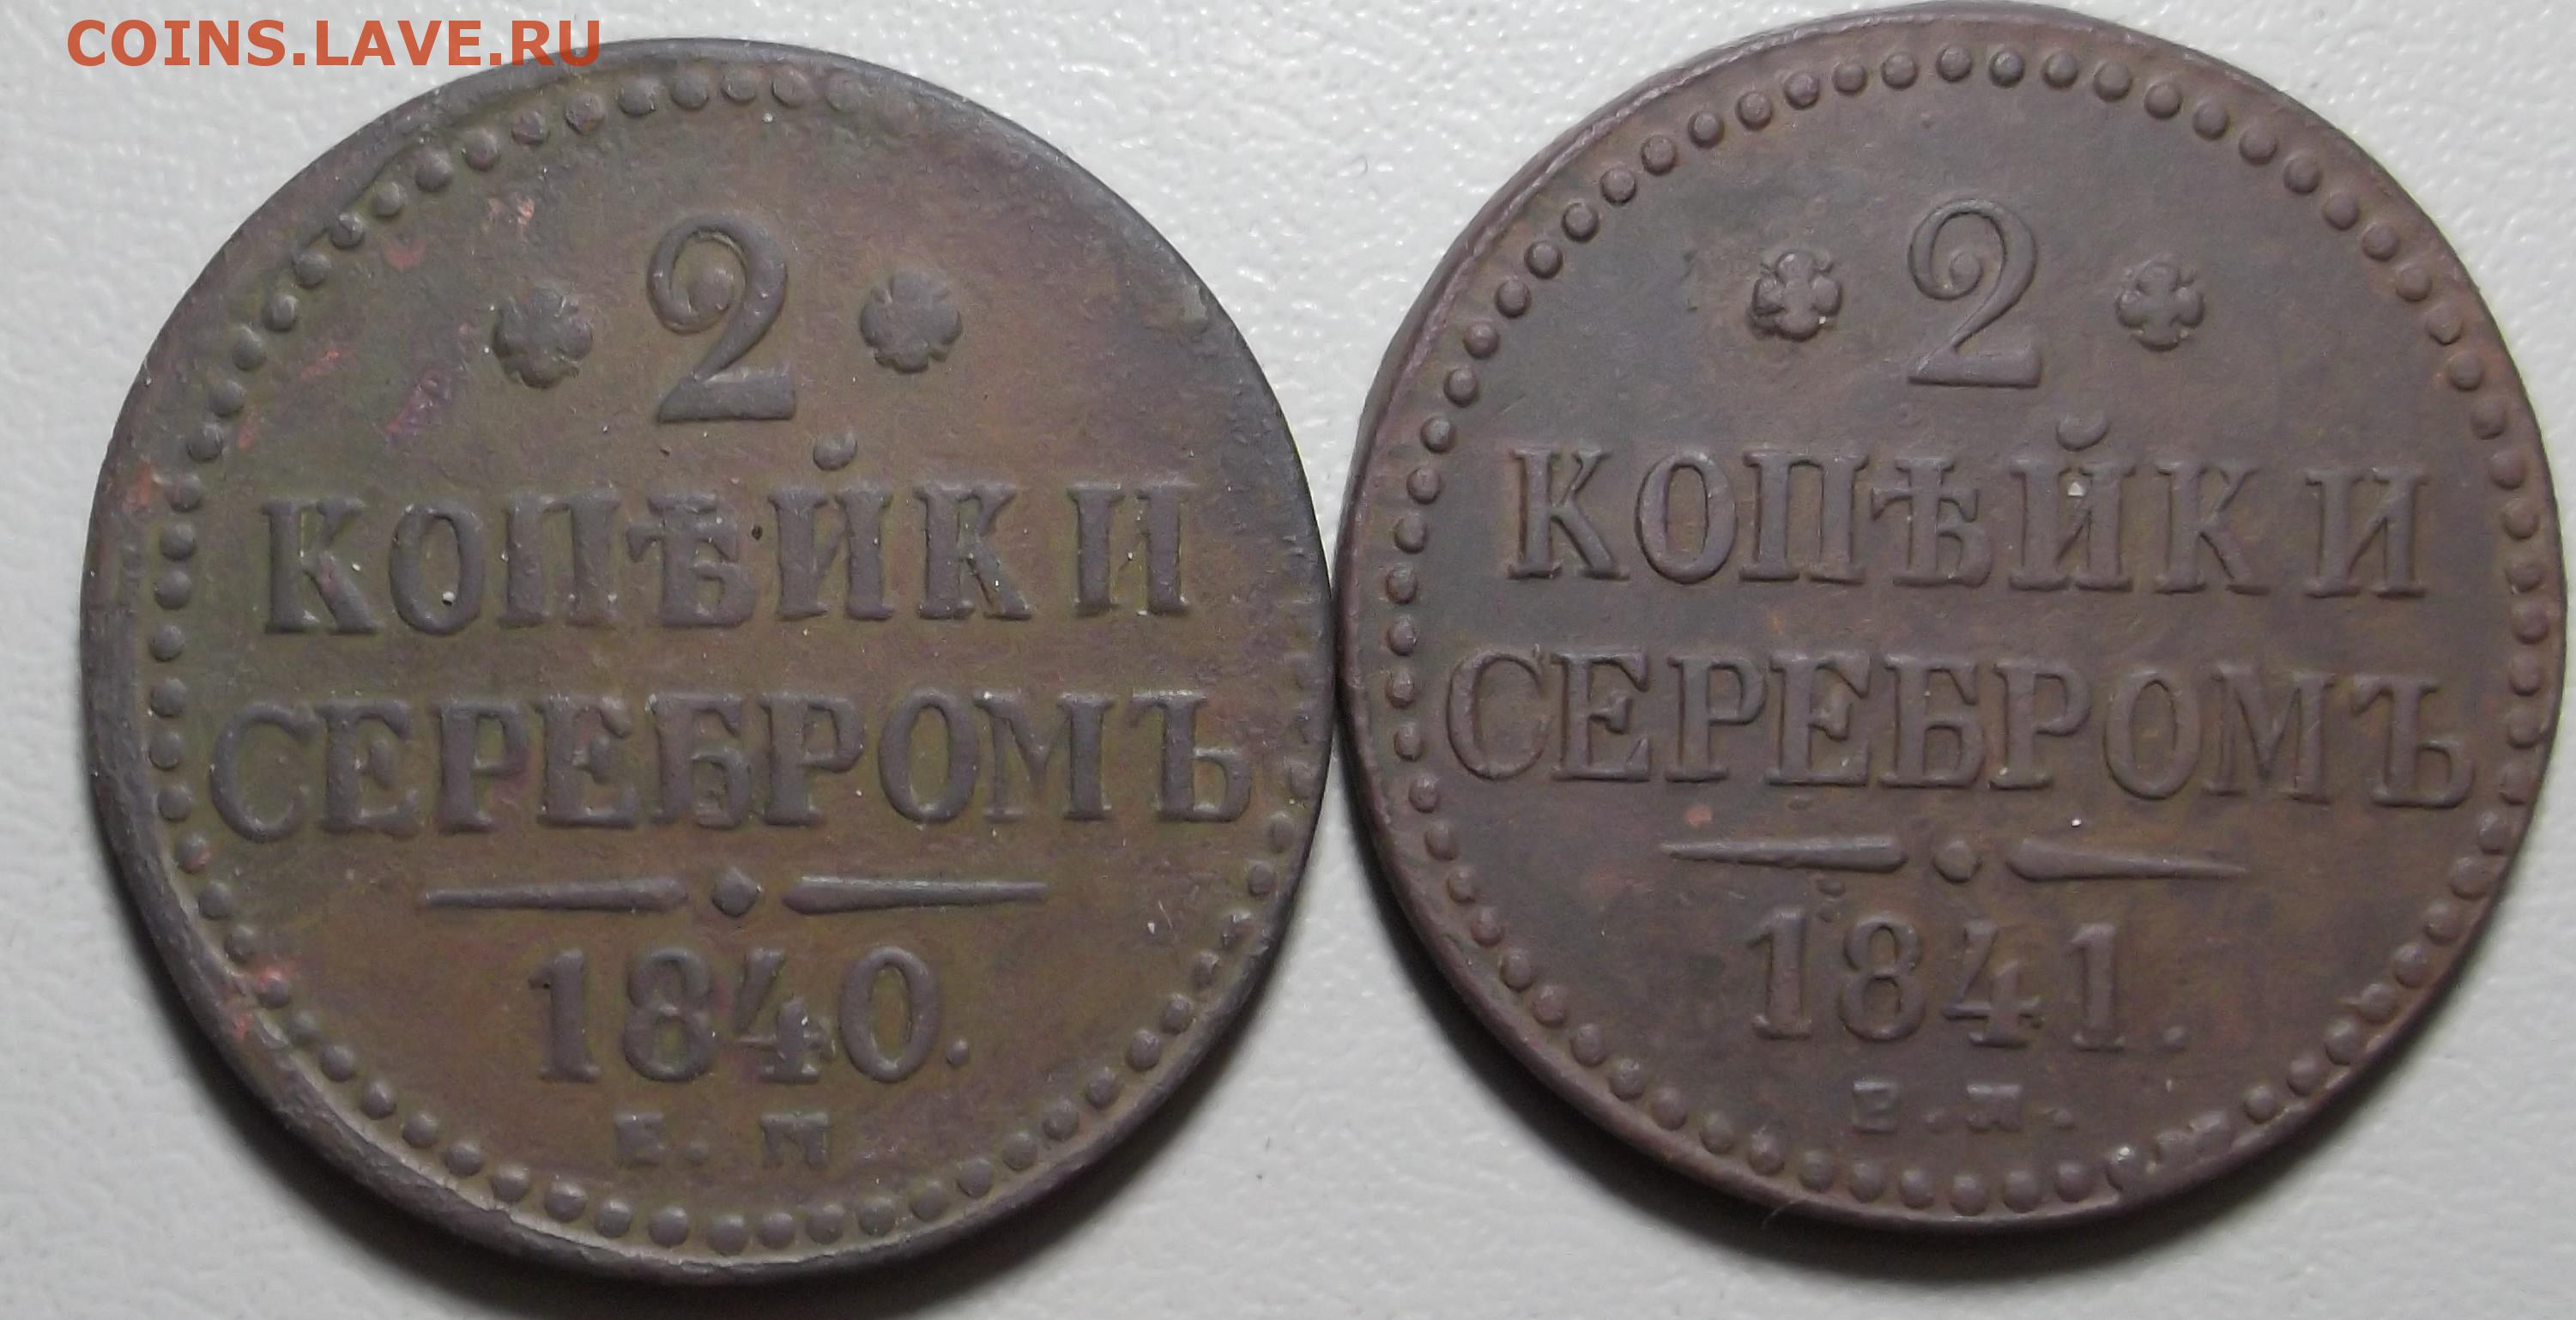 COINS.LAVE.RU
2
КОПѢЙКИ
СЕРЕБРОМЪ
1840.
Е.М
2
КОПѢЙКИ
СЕРЕБРОМЪ
1841.
Е.М.